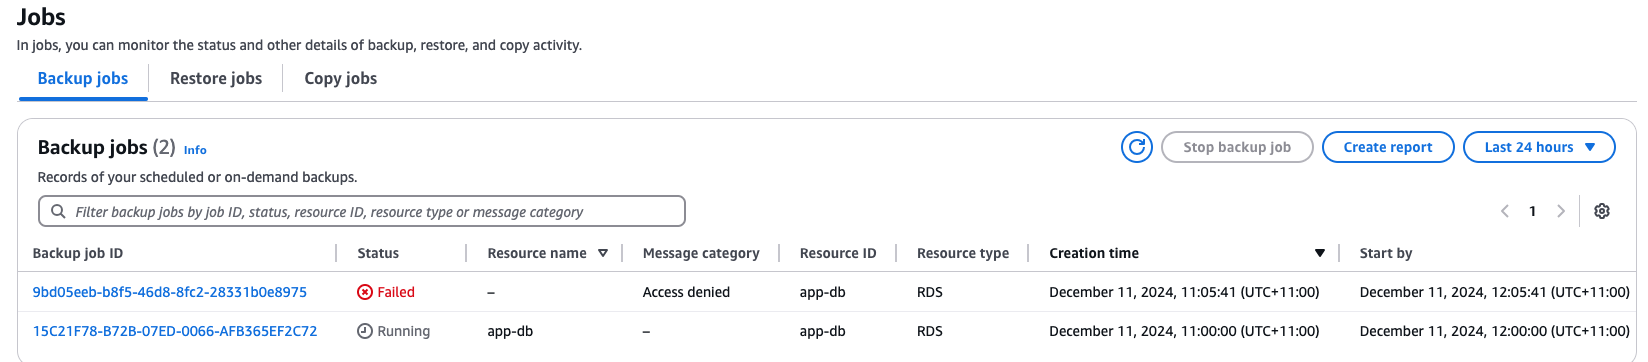 Jobs
In jobs, you can monitor the status and other details of backup, restore, and copy activity.
Backup jobs Restore jobs Copy jobs
Backup jobs (2) Info Stop backup job Create report Last 24 hours
Records of your scheduled or on-demand backups.
Filter backup jobs by job ID, status, resource ID, resource type or message category 1
Backup job ID Status Resource name Message category Resource ID Resource type Creation time Start by
9bd05eeb-b8f5-46d8-8fc2-28331b0e8975 Failed – Access denied app-db RDS December 11, 2024, 11:05:41 (UTC+11:00) December 11, 2024, 12:05:41 (UTC+11:00)
15C21F78-B72B-07ED-0066-AFB365EF2C72 Running app-db – app-db RDS December 11, 2024, 11:00:00 (UTC+11:00) December 11, 2024, 12:00:00 (UTC+11:00)